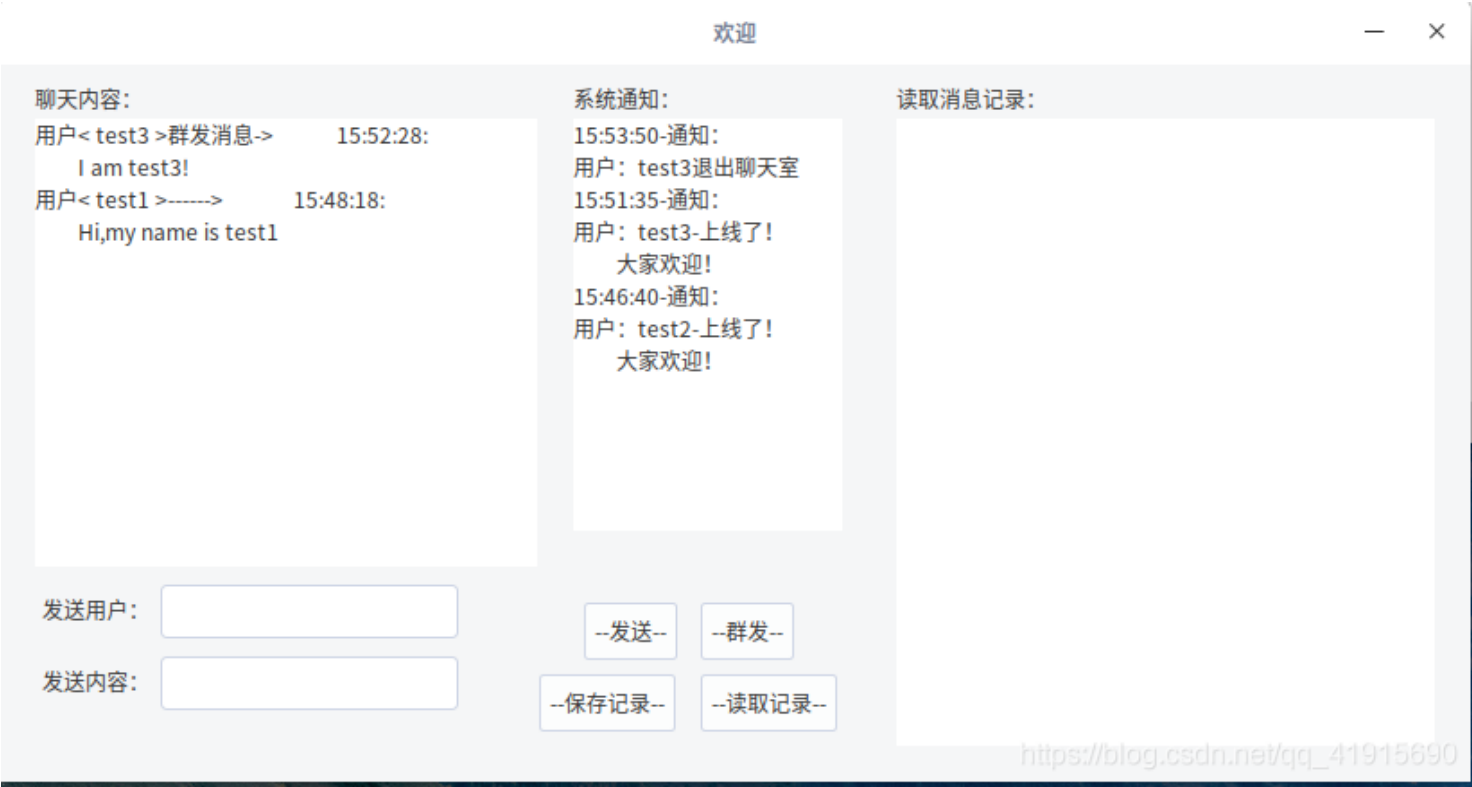 欢迎
聊天内容：
用户< test3 >群发消息-> 15:52:28:
I am test3!
用户< test1 >------> 15:48:18:
Hi,my name is test1
系统通知：
15:53:50-通知：
用户：test3退出聊天室
15:51:35-通知：
用户：test3-上线了！
大家欢迎！
15:46:40-通知：
用户：test2-上线了！
大家欢迎！
读取消息记录：
发送用户：
发送内容：
--发送--
--群发--
--保存记录--
--读取记录--
https://blog.csdn.net/qq_41915690